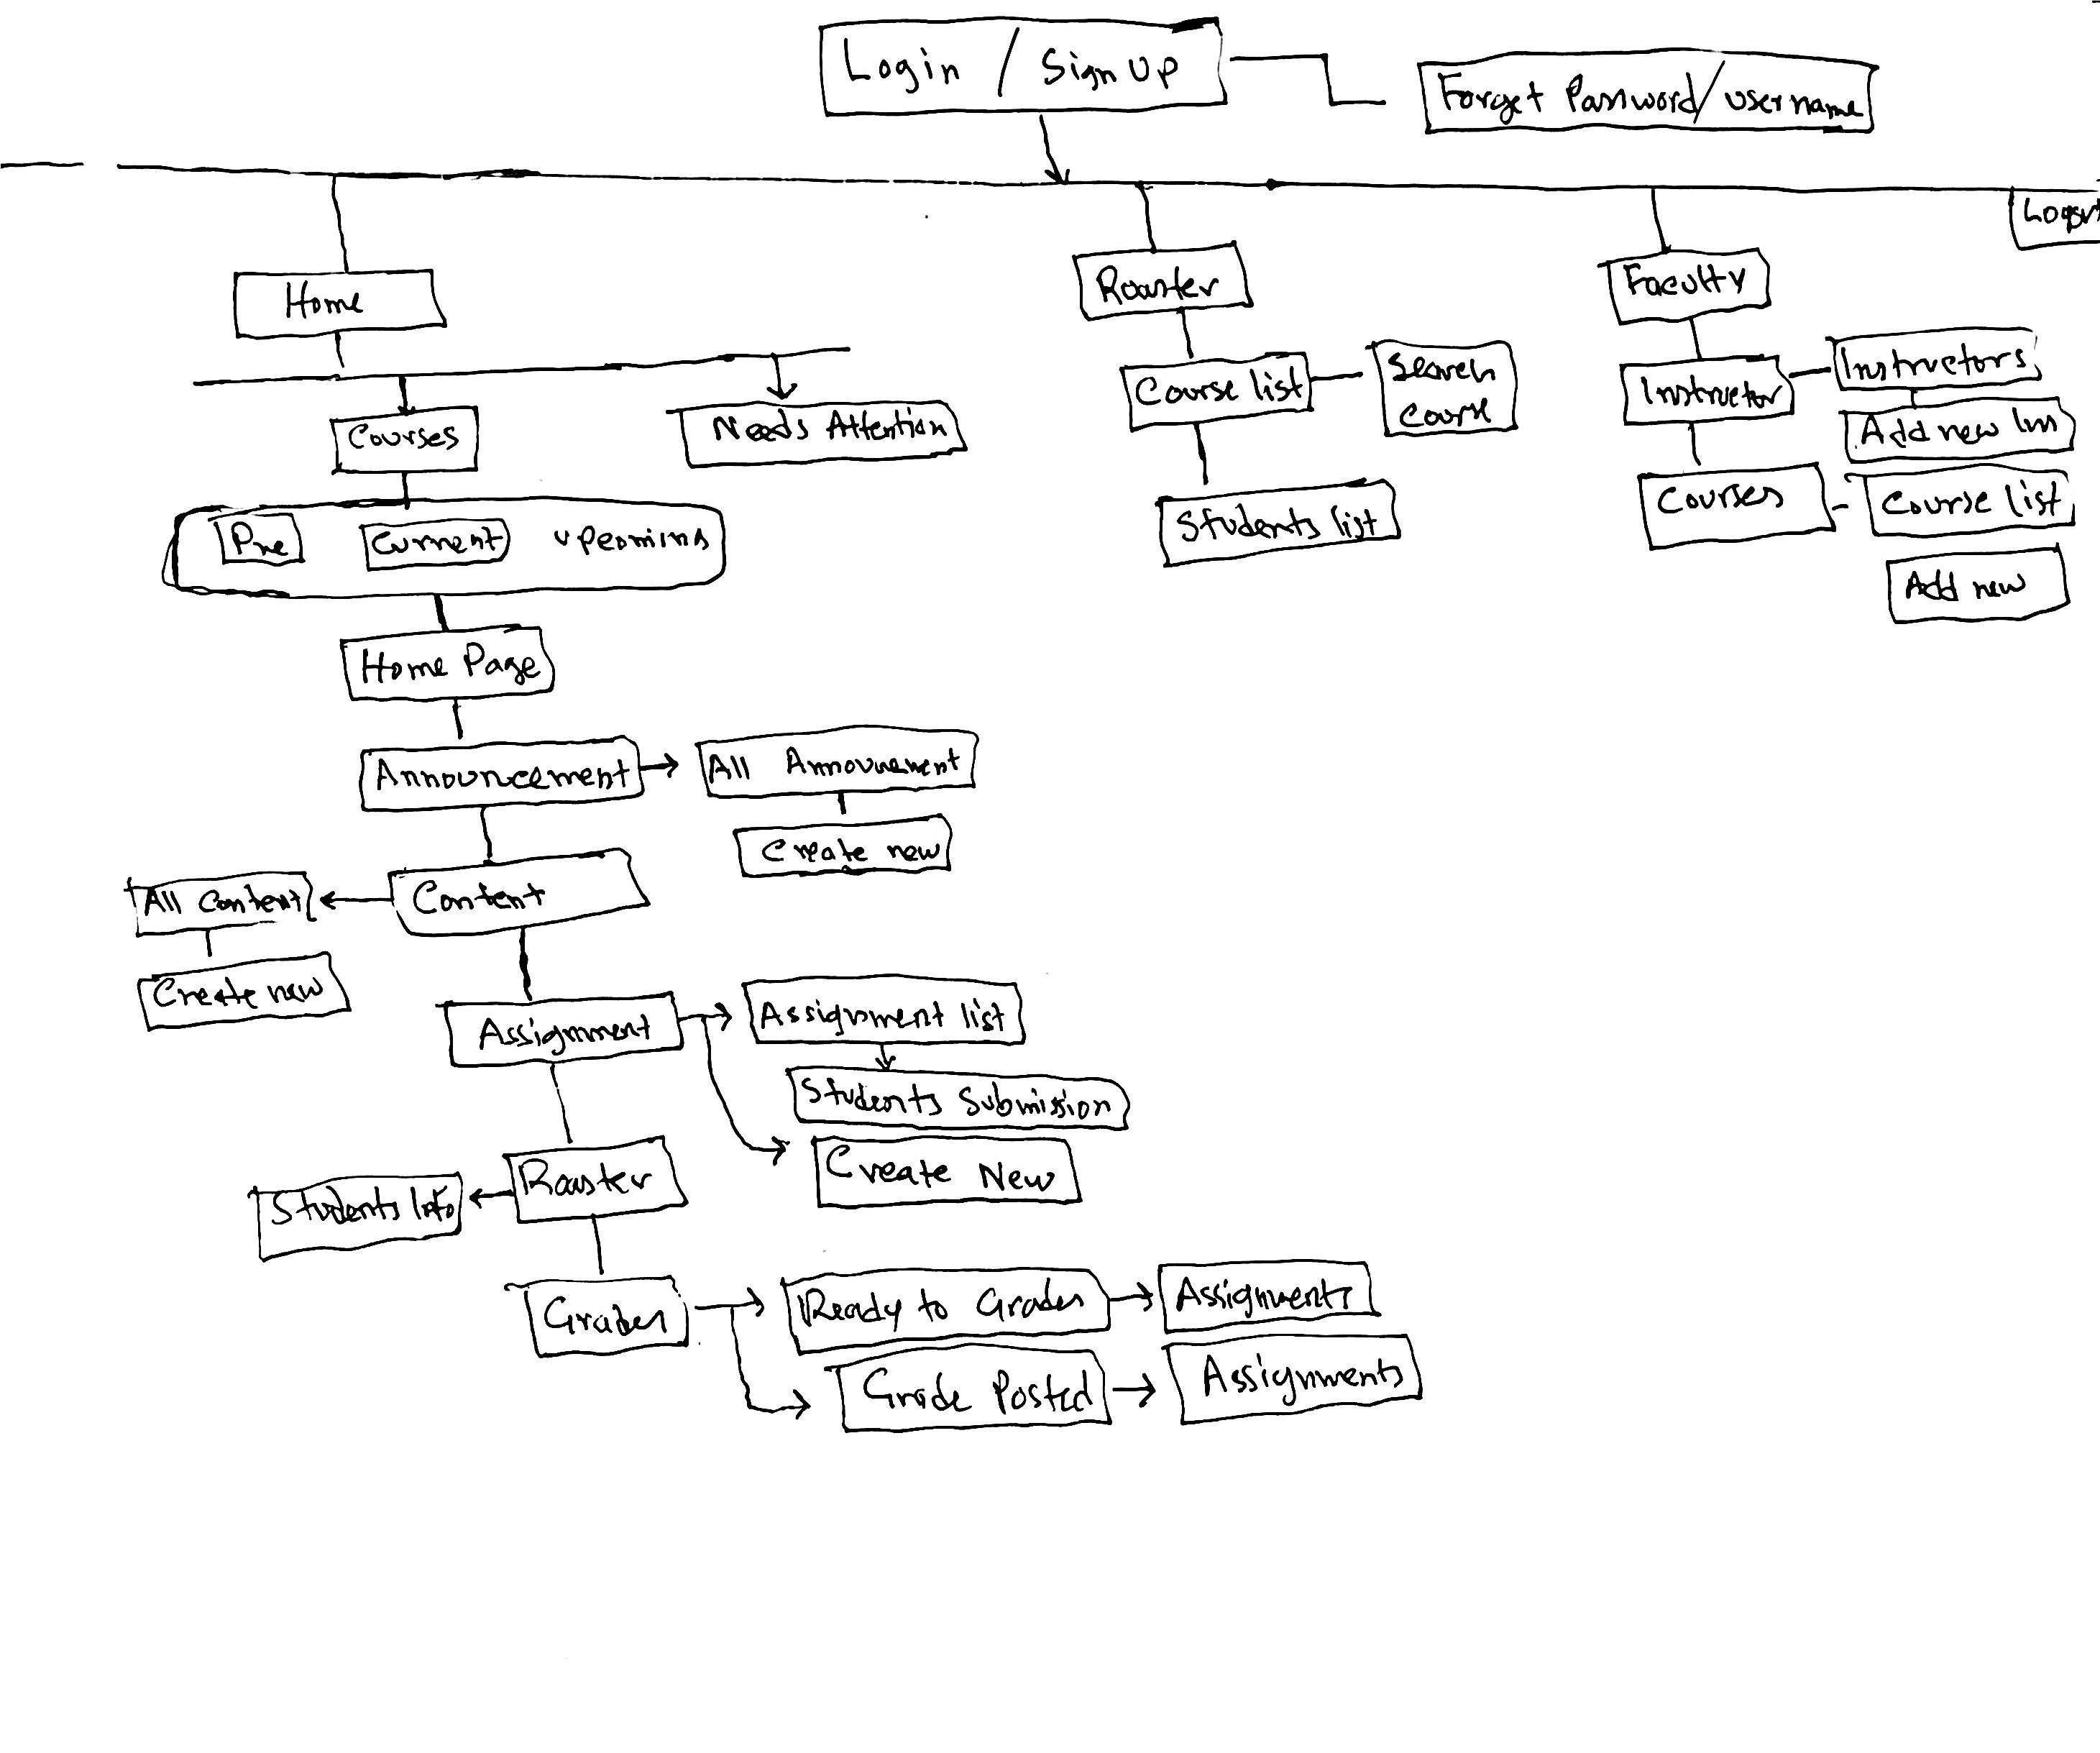 Login / Sign Up
Forget Password/username
Logout
Home
Roaster
Faculty
Courses
Needs Attention
Course list
Search
Course
Instructor
Instructors
Add new Ins
Students list
Courses
Course list
Add new
Pre
Current
upcoming
Home Page
Announcement
All Announcement
Create new
Content
All Content
Create new
Assignment
Assignment list
Students Submission
Create New
Roaster
Students Info
Grades
Ready to Grades
Assignments
Grade Posted
Assignments